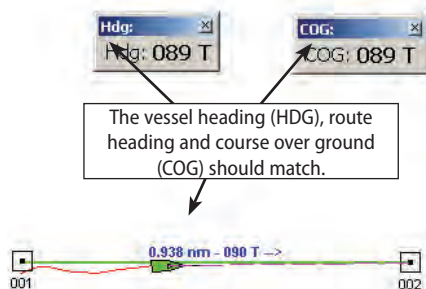 Hdg:
Hdg: 089 T
COG:
COG: 089 T
The vessel heading (HDG), route
heading and course over ground
(COG) should match.
0.938 nm - 090 T -->
001
002